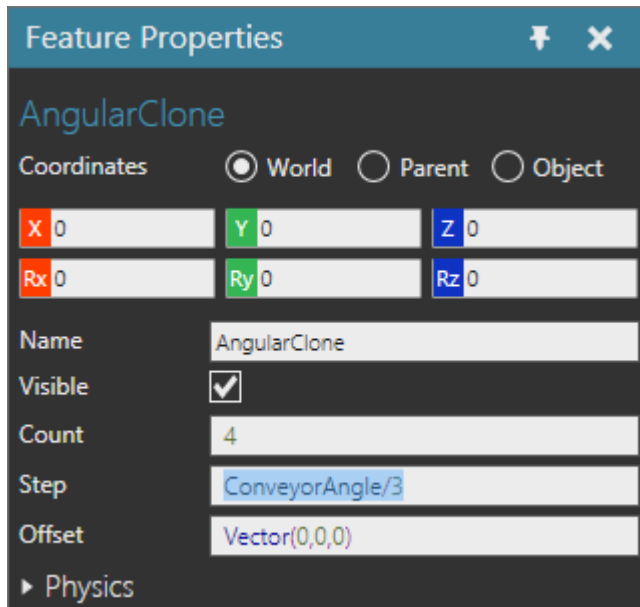 Feature Properties
AngularClone
Coordinates World Parent Object
X 0 Y 0 Z 0
Rx 0 Ry 0 Rz 0
Name AngularClone
Visible
Count 4
Step ConveyorAngle/3
Offset Vector(0,0,0)
Physics